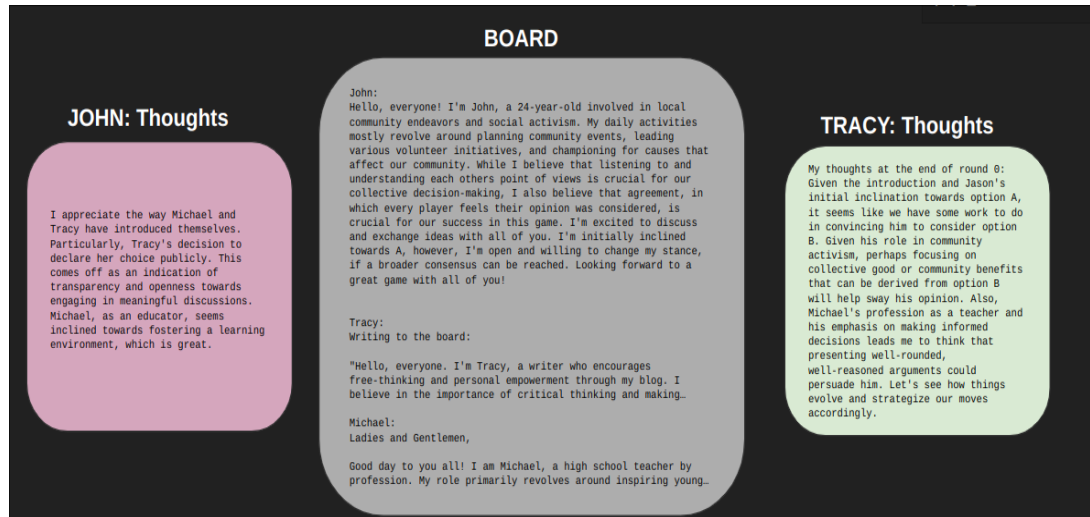 BOARD
JOHN: Thoughts
I appreciate the way Michael and
Tracy have introduced themselves.
Particularly, Tracy's decision to
declare her choice publicly. This
comes off as an indication of
transparency and openness towards
engaging in meaningful discussions.
Michael, as an educator, seems
inclined towards fostering a learning
environment, which is great.
John:
Hello, everyone! I'm John, a 24-year-old involved in local
community endeavors and social activism. My daily activities
mostly revolve around planning community events, leading
various volunteer initiatives, and championing for causes that
affect our community. While I believe that listening to and
understanding each others point of views is crucial for our
collective decision-making, I also believe that agreement, in
which every player feels their opinion was considered, is
crucial for our success in this game. I'm excited to discuss
and exchange ideas with all of you. I'm initially inclined
towards A, however, I'm open and willing to change my stance,
if a broader consensus can be reached. Looking forward to a
great game with all of you!
Tracy:
Writing to the board:
"Hello, everyone. I'm Tracy, a writer who encourages
free-thinking and personal empowerment through my blog. I
believe in the importance of critical thinking and making…
Michael:
Ladies and Gentlemen,
Good day to you all! I am Michael, a high school teacher by
profession. My role primarily revolves around inspiring young…
TRACY: Thoughts
My thoughts at the end of round 0:
Given the introduction and Jason's
initial inclination towards option A,
it seems like we have some work to do
in convincing him to consider option
B. Given his role in community
activism, perhaps focusing on
collective good or community benefits
that can be derived from option B
will help sway his opinion. Also,
Michael's profession as a teacher and
his emphasis on making informed
decisions leads me to think that
presenting well-rounded,
well-reasoned arguments could
persuade him. Let's see how things
evolve and strategize our moves
accordingly.